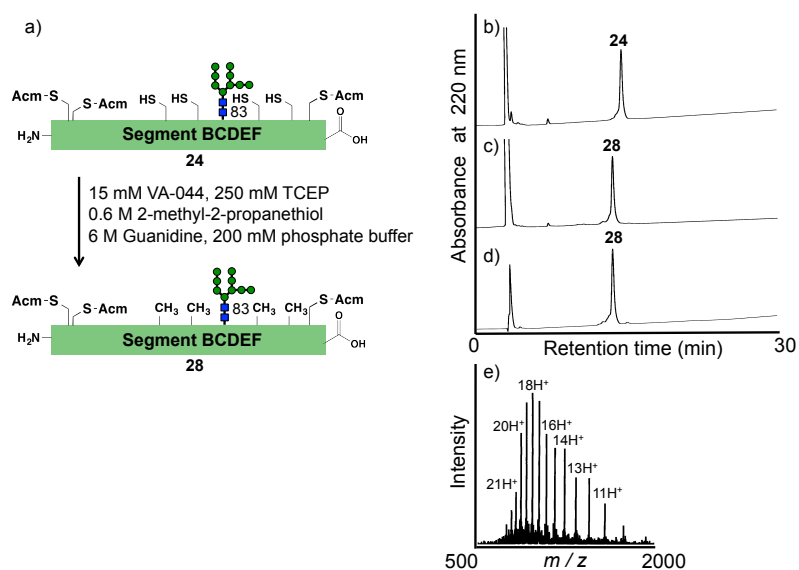 a)
Acm-S
S-Acm
HS
HS
HS
HS
S-Acm
83
O
H₂N
Segment BCDEF
OH
24
15 mM VA-044, 250 mM TCEP
0.6 M 2-methyl-2-propanethiol
6 M Guanidine, 200 mM phosphate buffer
Acm-S
S-Acm
CH₃
CH₃
83
CH₃
CH₃
S-Acm
O
H₂N
Segment BCDEF
OH
28
Absorbance at 220 nm
b)
24
c)
28
d)
28
0
Retention time (min)
30
e)
Intensity
18H⁺
20H⁺
16H⁺
14H⁺
13H⁺
21H⁺
11H⁺
500
m / z
2000